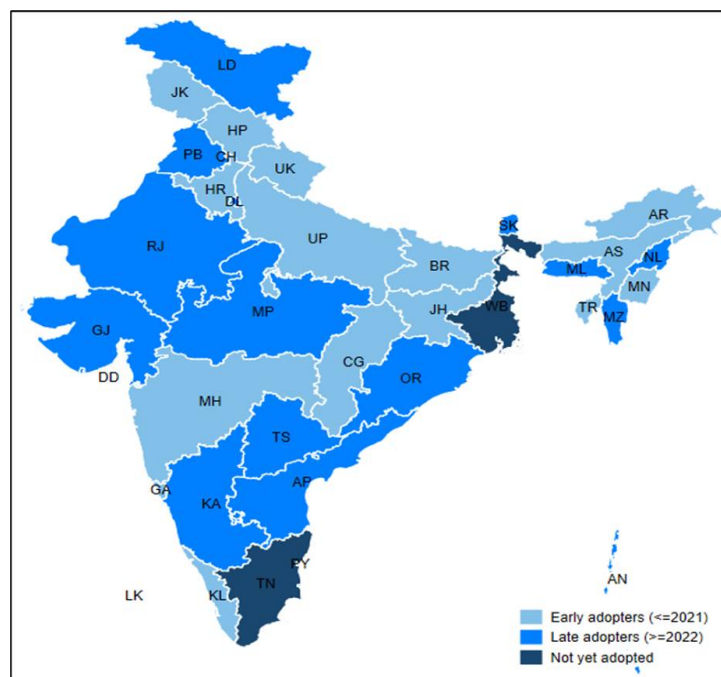 LD
JK
HP
PB
CH
UK
HR
DL
RJ
UP
SK
AR
AS
NL
BR
ML
MN
JH
WB
TR
MZ
MP
GJ
CG
DD
OR
MH
TS
AP
GA
KA
PY
LK
KL
TN
AN
Early adopters (<=2021)
Late adopters (>=2022)
Not yet adopted